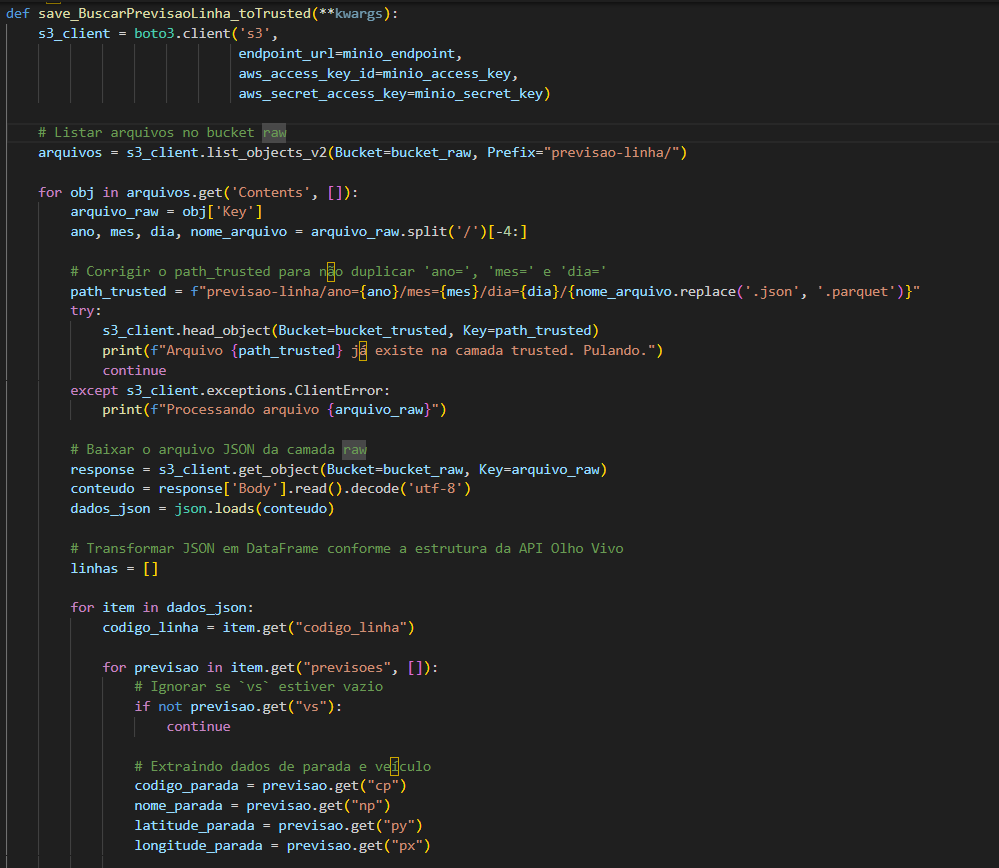 def save_BuscarPrevisaoLinha_toTrusted(**kwargs):
    s3_client = boto3.client('s3',
                             endpoint_url=minio_endpoint,
                             aws_access_key_id=minio_access_key,
                             aws_secret_access_key=minio_secret_key)

    # Listar arquivos no bucket raw
    arquivos = s3_client.list_objects_v2(Bucket=bucket_raw, Prefix="previsao-linha/")

    for obj in arquivos.get('Contents', []):
        arquivo_raw = obj['Key']
        ano, mes, dia, nome_arquivo = arquivo_raw.split('/')[-4:]

        # Corrigir o path_trusted para não duplicar 'ano=', 'mes=' e 'dia='
        path_trusted = f"previsao-linha/ano={ano}/mes={mes}/dia={dia}/{nome_arquivo.replace('.json', '.parquet')}"
        try:
            s3_client.head_object(Bucket=bucket_trusted, Key=path_trusted)
            print(f"Arquivo {path_trusted} já existe na camada trusted. Pulando.")
            continue
        except s3_client.exceptions.ClientError:
            print(f"Processando arquivo {arquivo_raw}")

        # Baixar o arquivo JSON da camada raw
        response = s3_client.get_object(Bucket=bucket_raw, Key=arquivo_raw)
        conteudo = response['Body'].read().decode('utf-8')
        dados_json = json.loads(conteudo)

        # Transformar JSON em DataFrame conforme a estrutura da API Olho Vivo
        linhas = []

        for item in dados_json:
            codigo_linha = item.get("codigo_linha")

            for previsao in item.get("previsoes", []):
                # Ignorar se `vs` estiver vazio
                if not previsao.get("vs"):
                    continue

                # Extraindo dados de parada e veículo
                codigo_parada = previsao.get("cp")
                nome_parada = previsao.get("np")
                latitude_parada = previsao.get("py")
                longitude_parada = previsao.get("px")